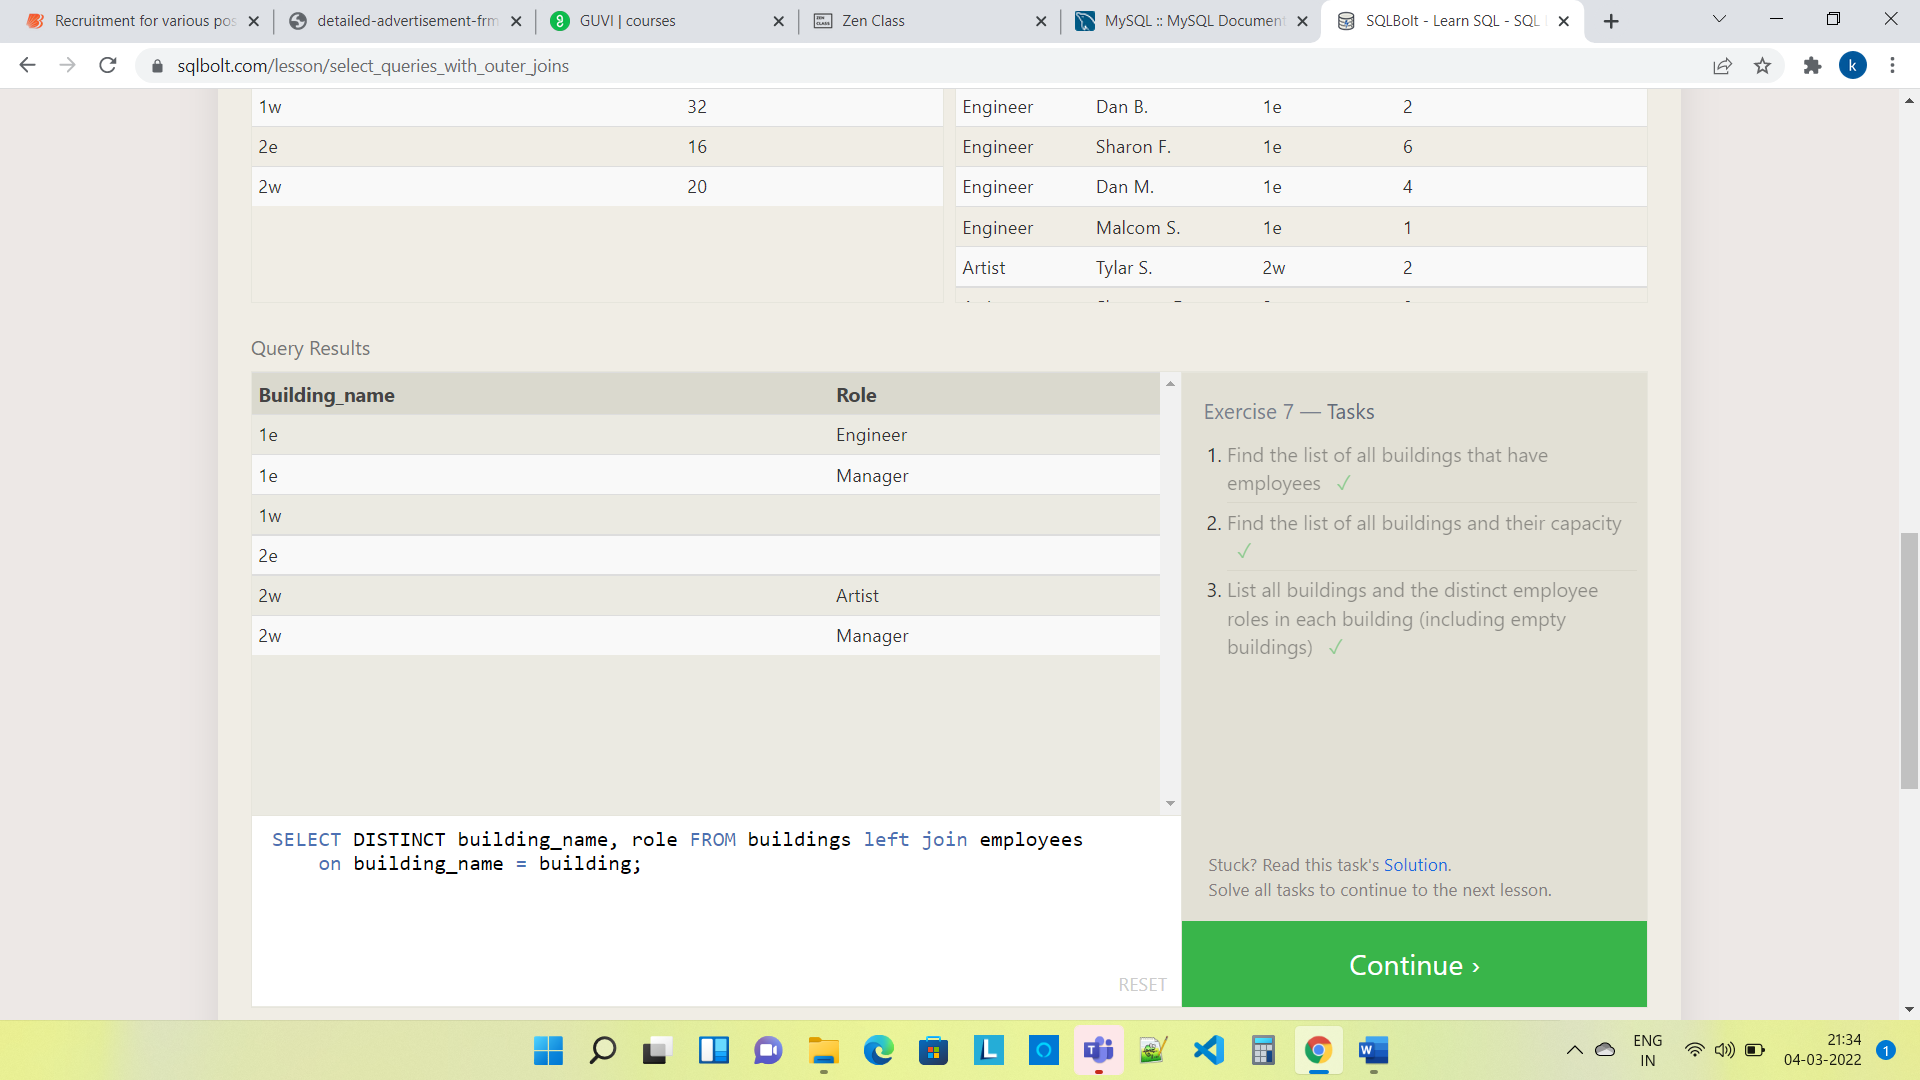 Recruitment for various pos
detailed-advertisement-frm
GUVI | courses
Zen Class
MySQL :: MySQL Document
SQLBolt - Learn SQL - SQL
sqlbolt.com/lesson/select_queries_with_outer_joins
k
1w 32
2e 16
2w 20
Engineer Dan B. 1e 2
Engineer Sharon F. 1e 6
Engineer Dan M. 1e 4
Engineer Malcom S. 1e 1
Artist Tylar S. 2w 2
Query Results
Building_name Role
1e Engineer
1e Manager
1w
2e
2w Artist
2w Manager
SELECT DISTINCT building_name, role FROM buildings left join employees
on building_name = building;
RESET
Exercise 7 — Tasks
1. Find the list of all buildings that have
employees ✓
2. Find the list of all buildings and their capacity
✓
3. List all buildings and the distinct employee
roles in each building (including empty
buildings) ✓
Stuck? Read this task's Solution.
Solve all tasks to continue to the next lesson.
Continue ›
ENG
IN
21:34
04-03-2022
1